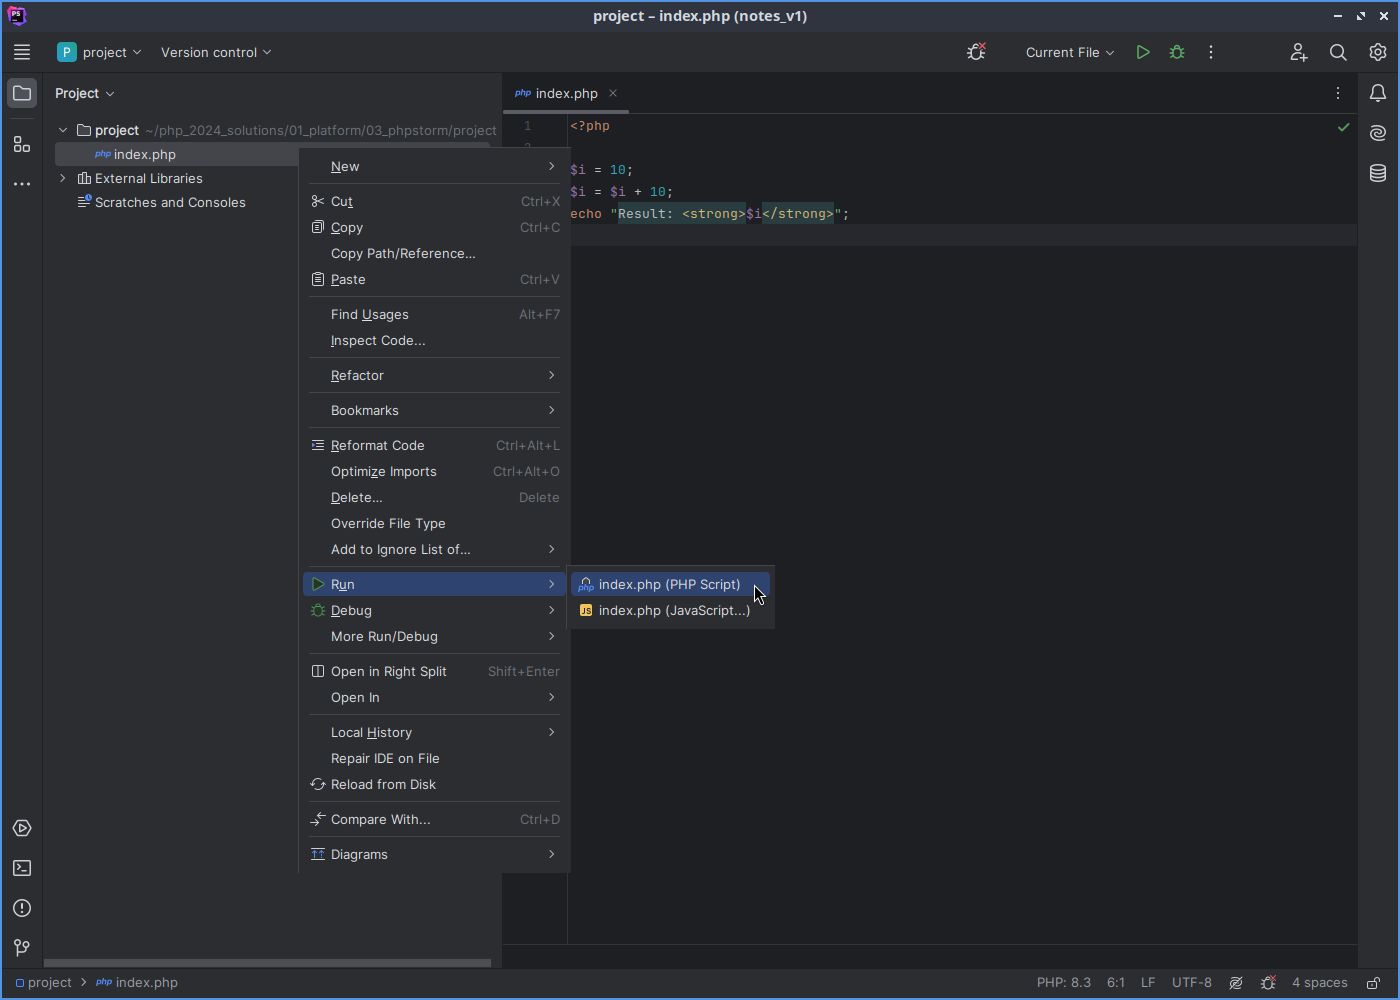 PS
project – index.php (notes_v1)
P project Version control Current File
Project
php index.php
project ~/php_2024_solutions/01_platform/03_phpstorm/project
php index.php
External Libraries
Scratches and Consoles
1 <?php
2
$i = 10;
$i = $i + 10;
echo "Result: <strong>$i</strong>";
New
Cut Ctrl+X
Copy Ctrl+C
Copy Path/Reference...
Paste Ctrl+V
Find Usages Alt+F7
Inspect Code...
Refactor
Bookmarks
Reformat Code Ctrl+Alt+L
Optimize Imports Ctrl+Alt+O
Delete... Delete
Override File Type
Add to Ignore List of...
Run
php index.php (PHP Script)
Debug
JS index.php (JavaScript...)
More Run/Debug
Open in Right Split Shift+Enter
Open In
Local History
Repair IDE on File
Reload from Disk
Compare With... Ctrl+D
Diagrams
project php index.php
PHP: 8.3 6:1 LF UTF-8 4 spaces